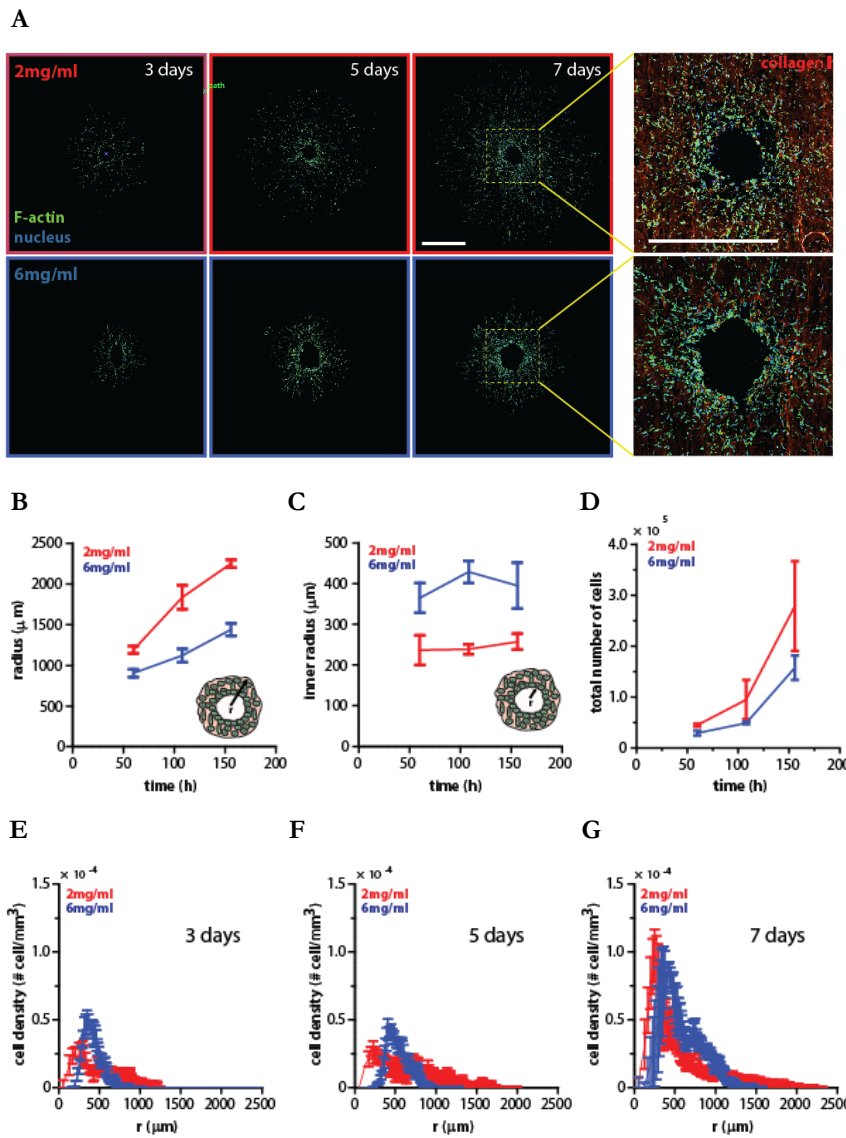 A
2mg/ml
3 days
5 days
7 days
collagen I
path
F-actin
nucleus
6mg/ml
B
C
D
2mg/ml
6mg/ml
radius (μm)
2500
2000
1500
1000
500
0
0
50
100
150
200
time (h)
r
2mg/ml
6mg/ml
inner radius (μm)
500
400
300
200
100
0
0
50
100
150
200
time (h)
r
× 10 5
2mg/ml
6mg/ml
total number of cells
4.0
3.0
2.0
1.0
0
0
50
100
150
200
time (h)
E
F
G
× 10 -4
2mg/ml
6mg/ml
3 days
cell density (# cell/mm3)
1.5
1.0
0.5
0
0
500
1000
1500
2000
2500
r (μm)
× 10 -4
2mg/ml
6mg/ml
5 days
cell density (# cell/mm3)
1.5
1.0
0.5
0
0
500
1000
1500
2000
2500
r (μm)
× 10 -4
2mg/ml
6mg/ml
7 days
cell density (# cell/mm3)
1.5
1.0
0.5
0
0
500
1000
1500
2000
2500
r (μm)